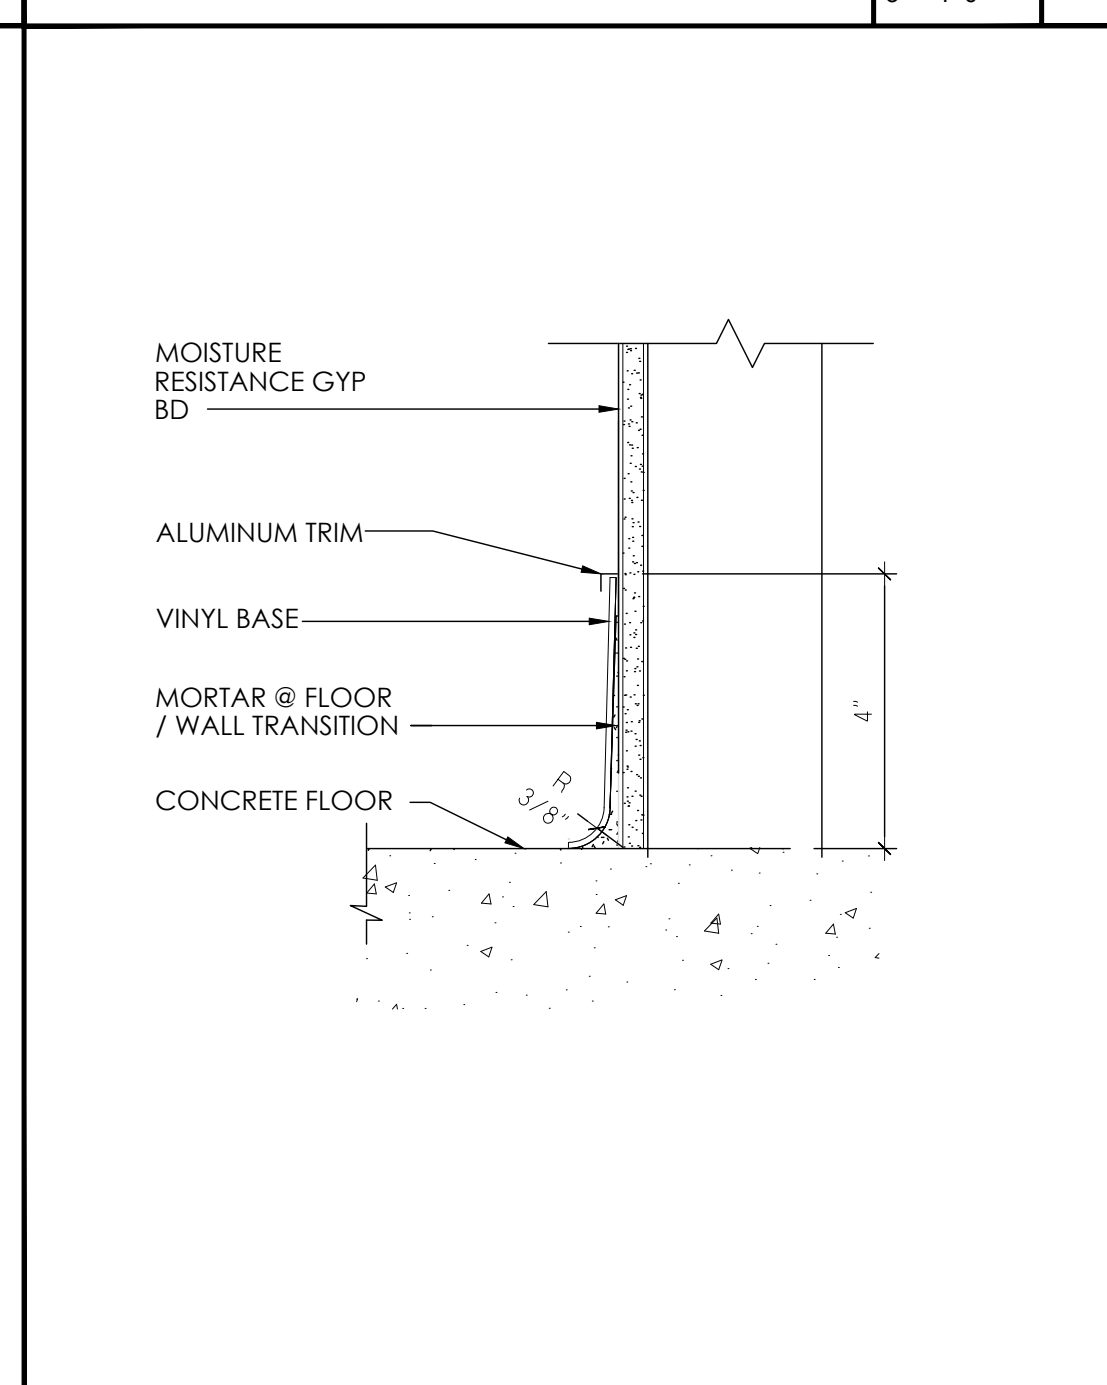 MOISTURE
RESISTANCE GYP
BD
ALUMINUM TRIM
VINYL BASE
MORTAR @ FLOOR
/ WALL TRANSITION
CONCRETE FLOOR
R
3/8"
4"